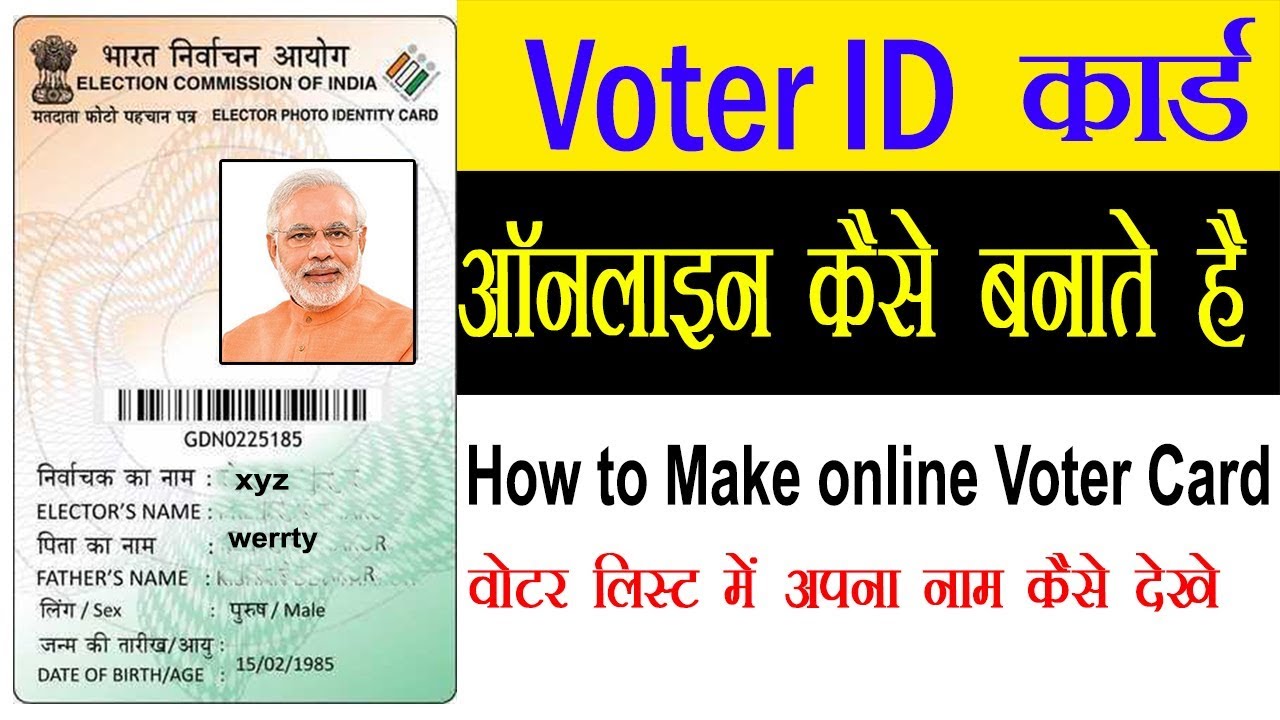 भारत निर्वाचन आयोग
ELECTION COMMISSION OF INDIA
मतदाता फोटो पहचान पत्र ELECTOR PHOTO IDENTITY CARD
GDN0225185
निर्वाचक का नाम : xyz
ELECTOR'S NAME :
पिता का नाम : werrty
FATHER'S NAME :
लिंग / Sex : पुरुष / Male
जन्म की तारीख/आयु :
DATE OF BIRTH/AGE : 15/02/1985
Voter ID कार्ड
ऑनलाइन कैसे बनाते है
How to Make online Voter Card
वोटर लिस्ट में अपना नाम कैसे देखे